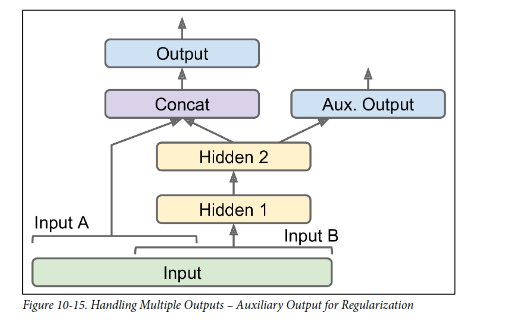 Output
Concat
Aux. Output
Hidden 2
Hidden 1
Input A
Input B
Input
Figure 10-15. Handling Multiple Outputs – Auxiliary Output for Regularization